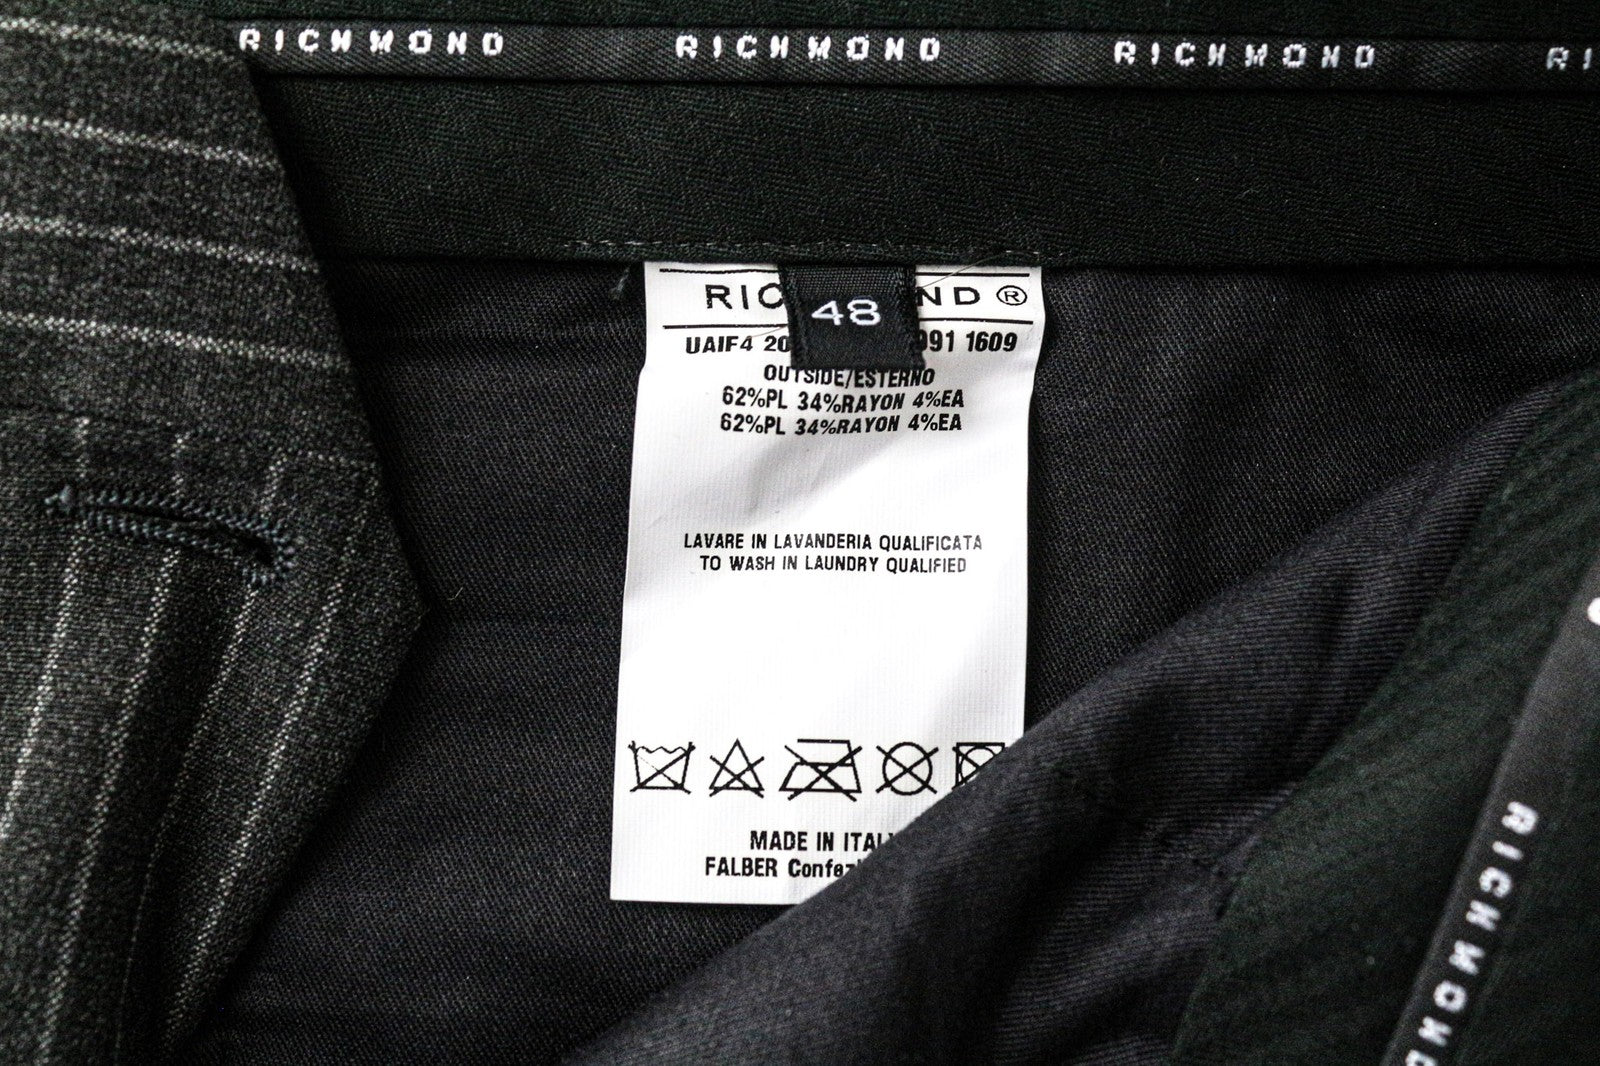 RICHMOND RICHMOND RICHMOND RI
RIC ND ®
48
UAIF4 20 991 1609
OUTSIDE/ESTERNO
62%PL 34%RAYON 4%EA
62%PL 34%RAYON 4%EA
LAVARE IN LAVANDERIA QUALIFICATA
TO WASH IN LAUNDRY QUALIFIED
MADE IN ITAL
FALBER Confez
RICHMOND